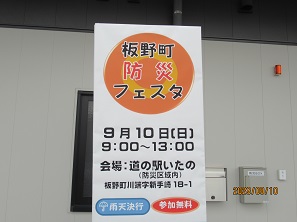 板野町
防災
フェスタ
9月10日(日)
9:00〜13:00
会場:道の駅いたの
(防災区域内)
板野町川端字新手崎 18-1
雨天決行
参加無料
2023/09/10